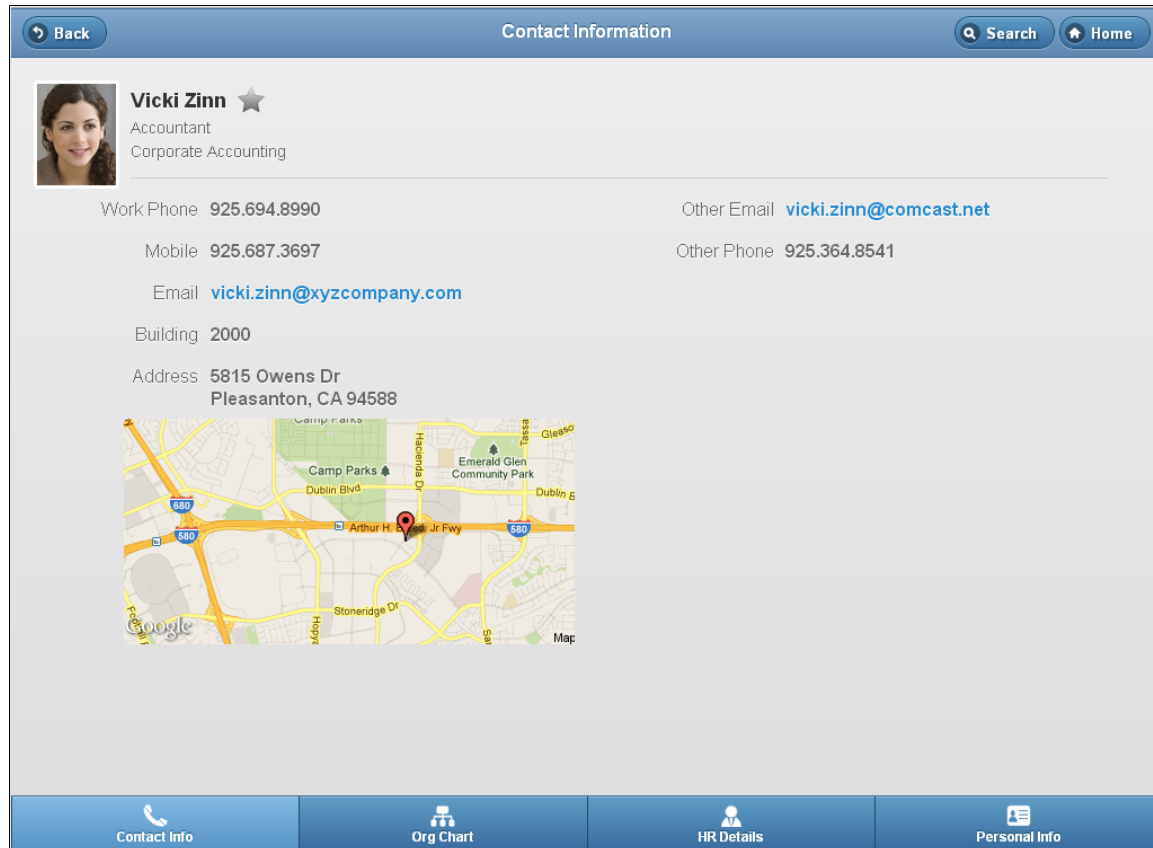 Back
Contact Information
Search
Home
Vicki Zinn
Accountant
Corporate Accounting
Work Phone 925.694.8990
Mobile 925.687.3697
Email vicki.zinn@xyzcompany.com
Building 2000
Address 5815 Owens Dr
Pleasanton, CA 94588
Other Email vicki.zinn@comcast.net
Other Phone 925.364.8541
Camp Parks
Hacienda Dr
Tassa
Gleaso
Camp Parks
Emerald Glen
Community Park
Dublin Blvd
Dublin B
680
580
Arthur H. Jr Fwy
580
Stoneridge Dr
Hopya
Google
Map
Contact Info
Org Chart
HR Details
Personal Info